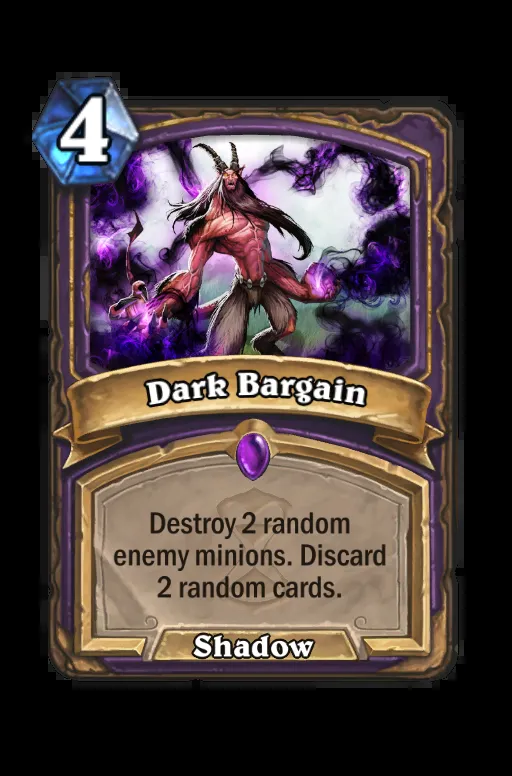 4
Dark Bargain
Destroy 2 random
enemy minions. Discard
2 random cards.
Shadow